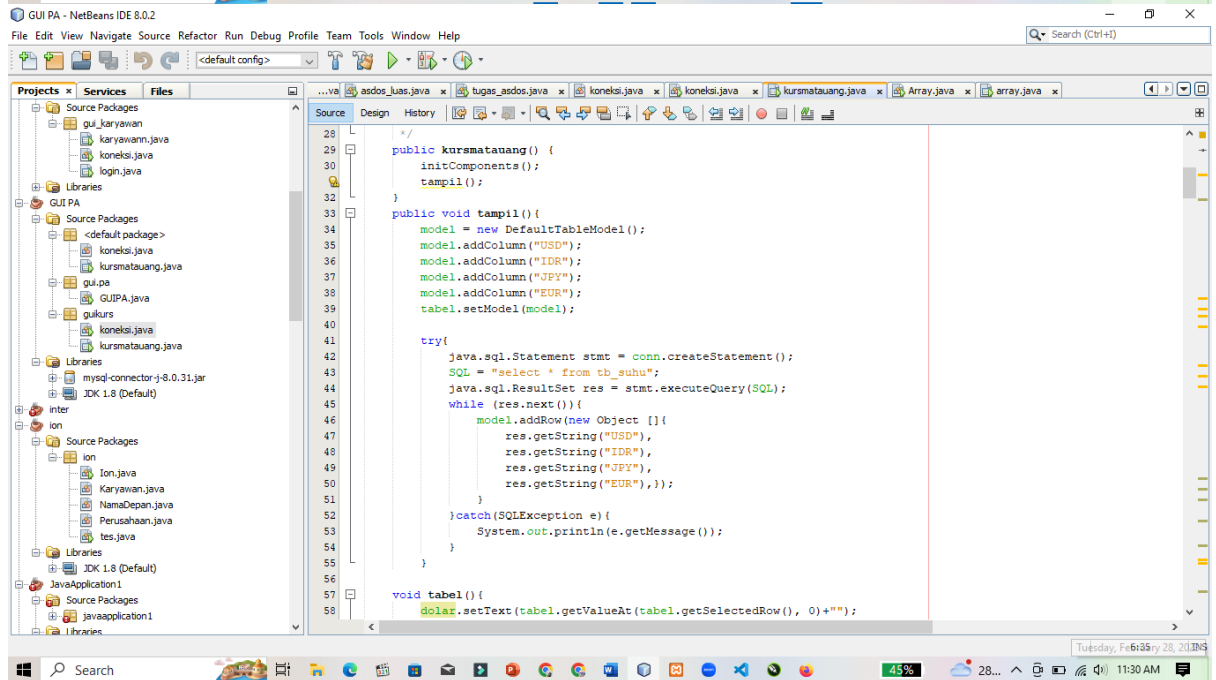 GUI PA - NetBeans IDE 8.0.2
File Edit View Navigate Source Refactor Run Debug Profile Team Tools Window Help
Search (Ctrl+I)
<default config>
Projects × Services Files
...va asdos_luas.java × tugas_asdos.java × koneksi.java × koneksi.java × kursmatauang.java × Array.java × array.java ×
Source Packages
gui_karyawan
karyawann.java
koneksi.java
login.java
Libraries
GUI PA
Source Packages
<default package>
koneksi.java
kursmatauang.java
gui.pa
GUIPA.java
guikurs
koneksi.java
kursmatauang.java
Libraries
mysql-connector-j-8.0.31.jar
JDK 1.8 (Default)
inter
ion
Source Packages
ion
Ion.java
Karyawan.java
NamaDepan.java
Perusahaan.java
tes.java
Libraries
JDK 1.8 (Default)
JavaApplication1
Source Packages
javaapplication1
Libraries
Source Design History
28 */
29 public kursmatauang() {
30 initComponents();
tampil();
32 }
33 public void tampil(){
34 model = new DefaultTableModel();
35 model.addColumn("USD");
36 model.addColumn("IDR");
37 model.addColumn("JPY");
38 model.addColumn("EUR");
39 tabel.setModel(model);
40
41 try{
42 java.sql.Statement stmt = conn.createStatement();
43 SQL = "select * from tb_suhu";
44 java.sql.ResultSet res = stmt.executeQuery(SQL);
45 while (res.next()){
46 model.addRow(new Object []{
47 res.getString("USD"),
48 res.getString("IDR"),
49 res.getString("JPY"),
50 res.getString("EUR"),});
51 }
52 }catch(SQLException e){
53 System.out.println(e.getMessage());
54 }
55 }
56
57 void tabel(){
58 dolar.setText(tabel.getValueAt(tabel.getSelectedRow(), 0)+"");
6:35 INS
Search
45% 28... 11:30 AM